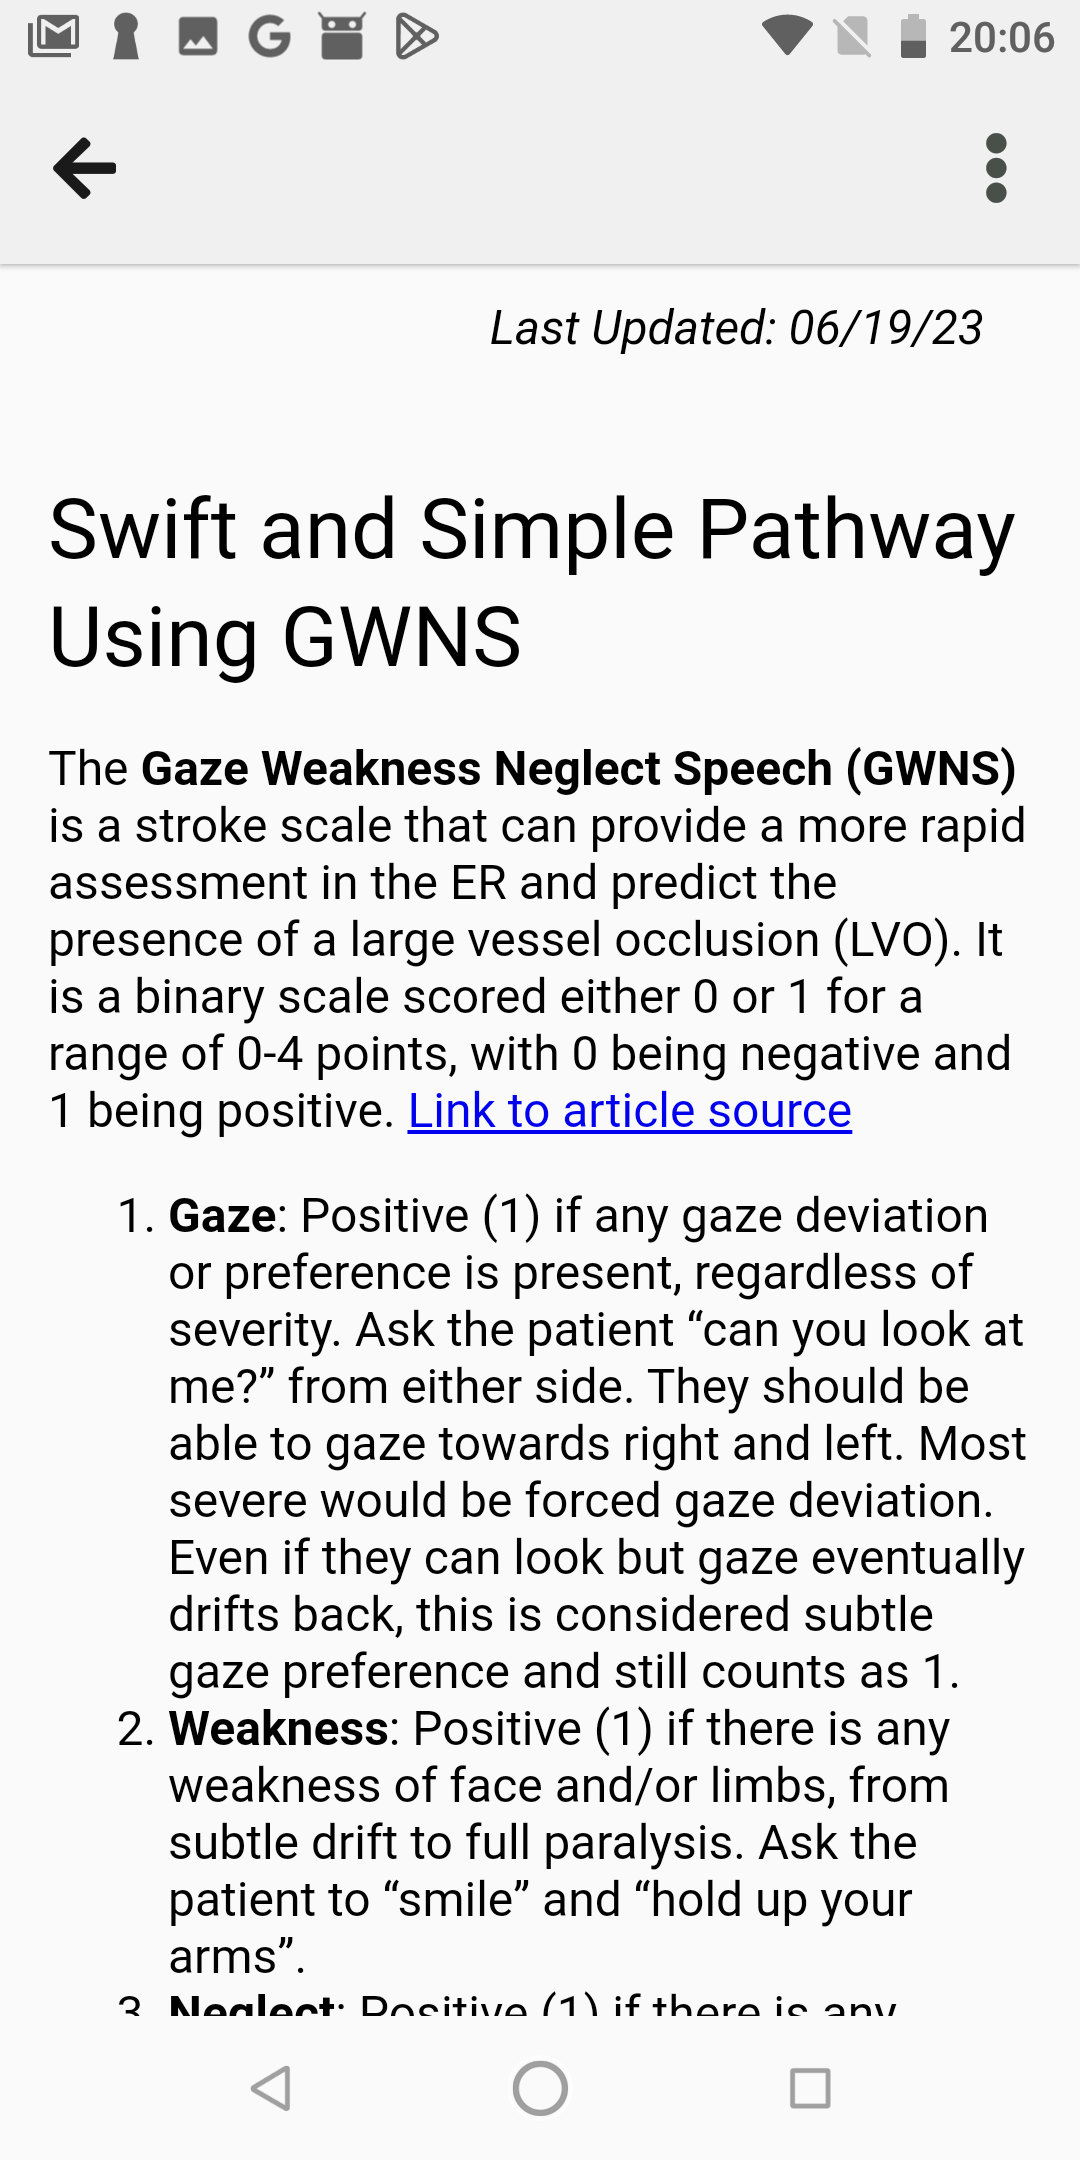 20:06
Last Updated: 06/19/23
Swift and Simple Pathway
Using GWNS
The Gaze Weakness Neglect Speech (GWNS)
is a stroke scale that can provide a more rapid
assessment in the ER and predict the
presence of a large vessel occlusion (LVO). It
is a binary scale scored either 0 or 1 for a
range of 0-4 points, with 0 being negative and
1 being positive. Link to article source
1. Gaze: Positive (1) if any gaze deviation
or preference is present, regardless of
severity. Ask the patient “can you look at
me?” from either side. They should be
able to gaze towards right and left. Most
severe would be forced gaze deviation.
Even if they can look but gaze eventually
drifts back, this is considered subtle
gaze preference and still counts as 1.
2. Weakness: Positive (1) if there is any
weakness of face and/or limbs, from
subtle drift to full paralysis. Ask the
patient to “smile” and “hold up your
arms”.
3. Neglect: Positive (1) if there is any